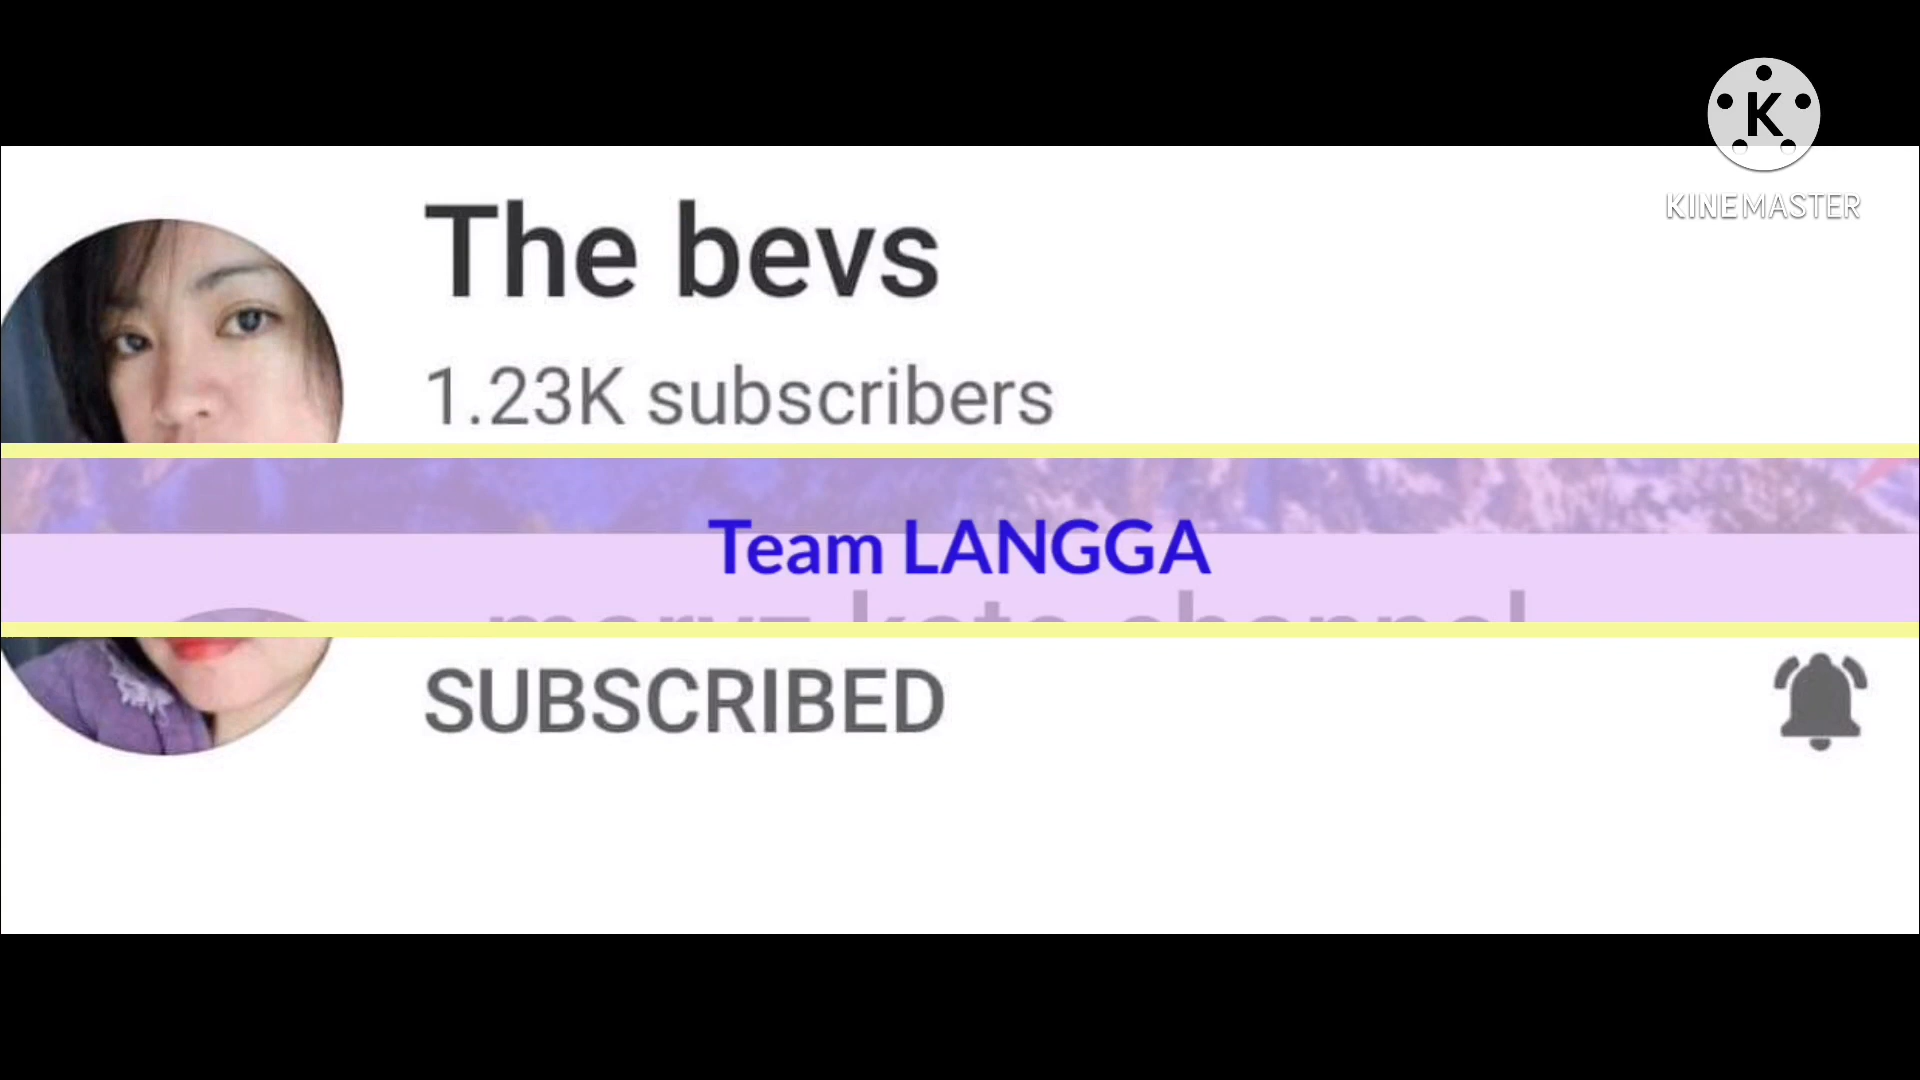 K
KINEMASTER
The bevs
1.23K subscribers
Team LANGGA
SUBSCRIBED